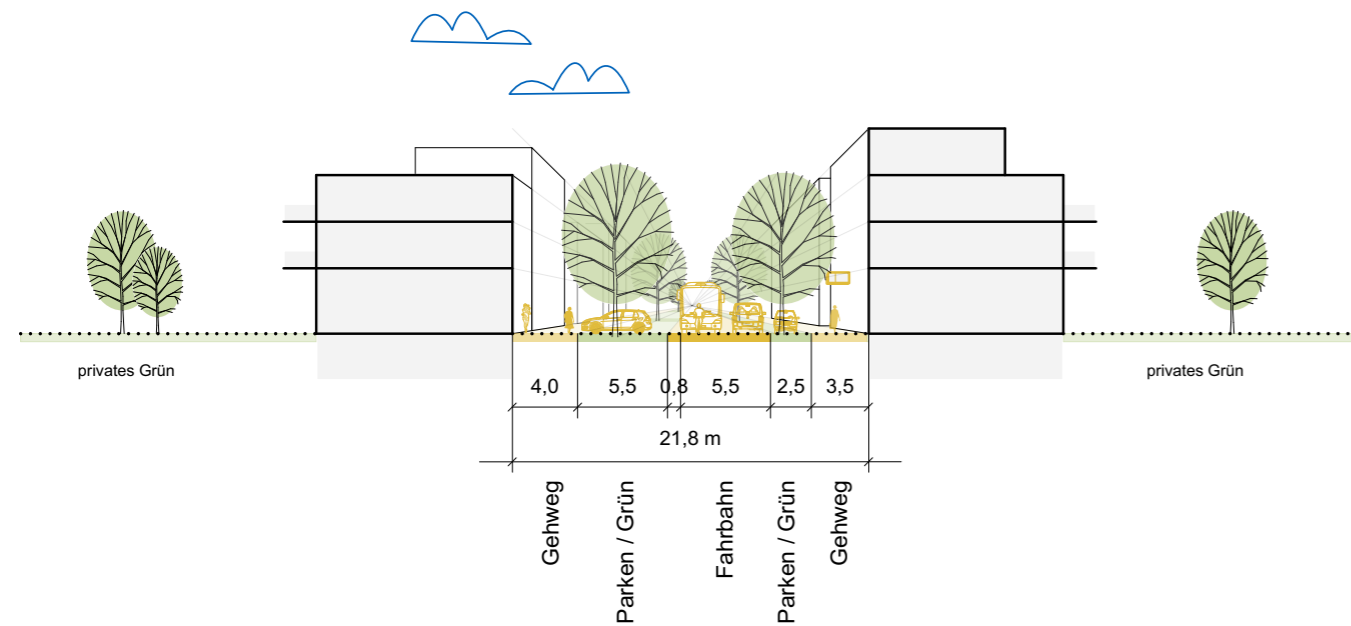 privates Grün
privates Grün
4,0
5,5
0,8
5,5
2,5
3,5
21,8 m
Gehweg
Parken / Grün
Fahrbahn
Parken / Grün
Gehweg